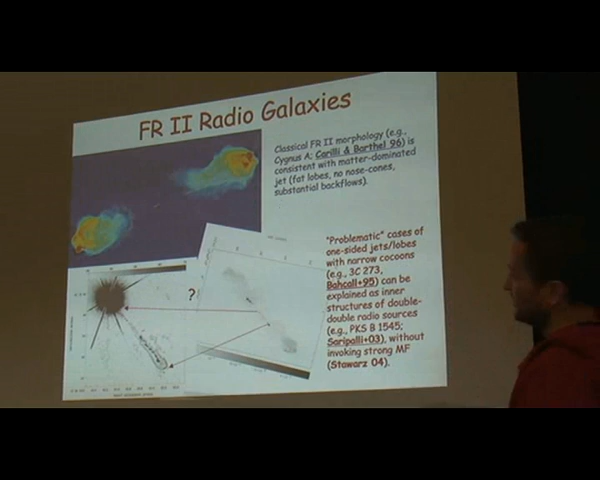 FR II Radio Galaxies
Classical FR II morphology (e.g.,
Cygnus A; Carilli & Barthel 96) is
consistent with matter-dominated
jet (fat lobes, no nose-cones,
substantial backflows).
"Problematic" cases of
one-sided jets/lobes
with narrow cocoons
(e.g., 3C 273,
Bahcall+95) can be
explained as inner
structures of double-
double radio sources
(e.g., PKS B 1545;
Saripalli+03), without
invoking strong MF
(Stawarz 04).
?